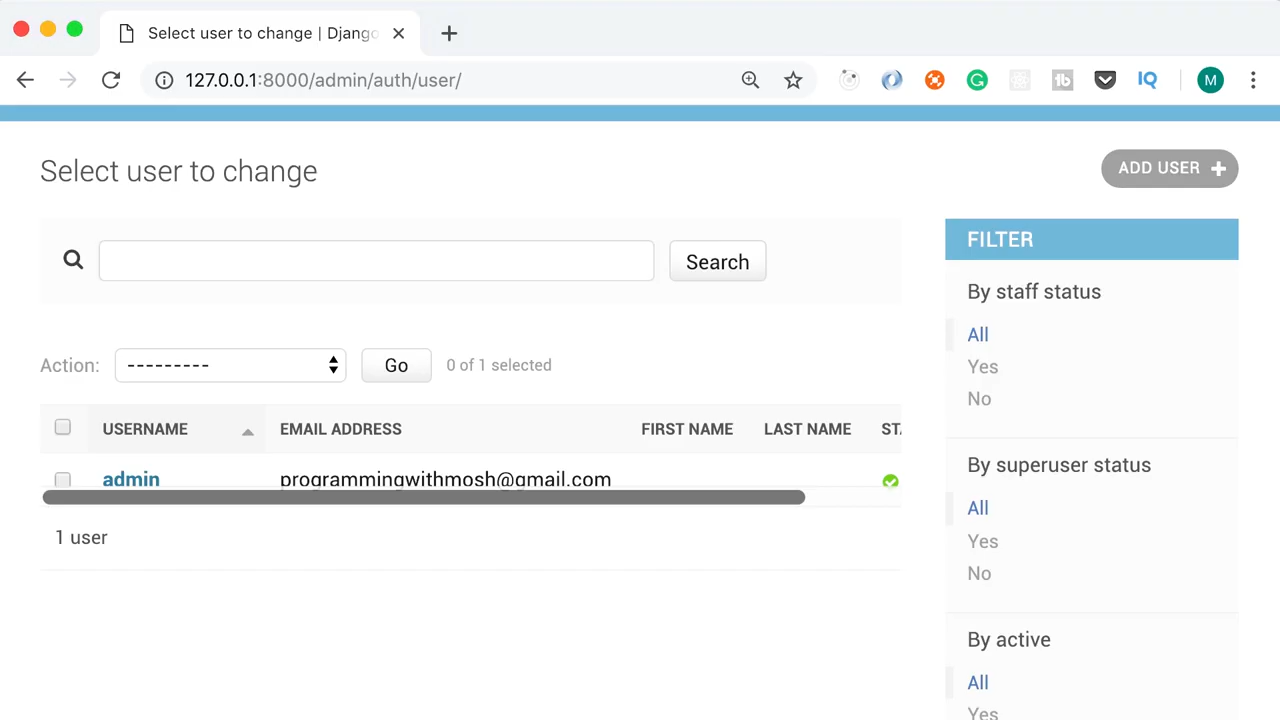 Select user to change | Django
127.0.0.1:8000/admin/auth/user/
IQ
M
Select user to change
ADD USER
Search
FILTER
By staff status
All
Yes
No
Action:
---------
Go
0 of 1 selected
USERNAME
EMAIL ADDRESS
FIRST NAME
LAST NAME
STA
admin
programmingwithmosh@gmail.com
1 user
By superuser status
All
Yes
No
By active
All
Yes